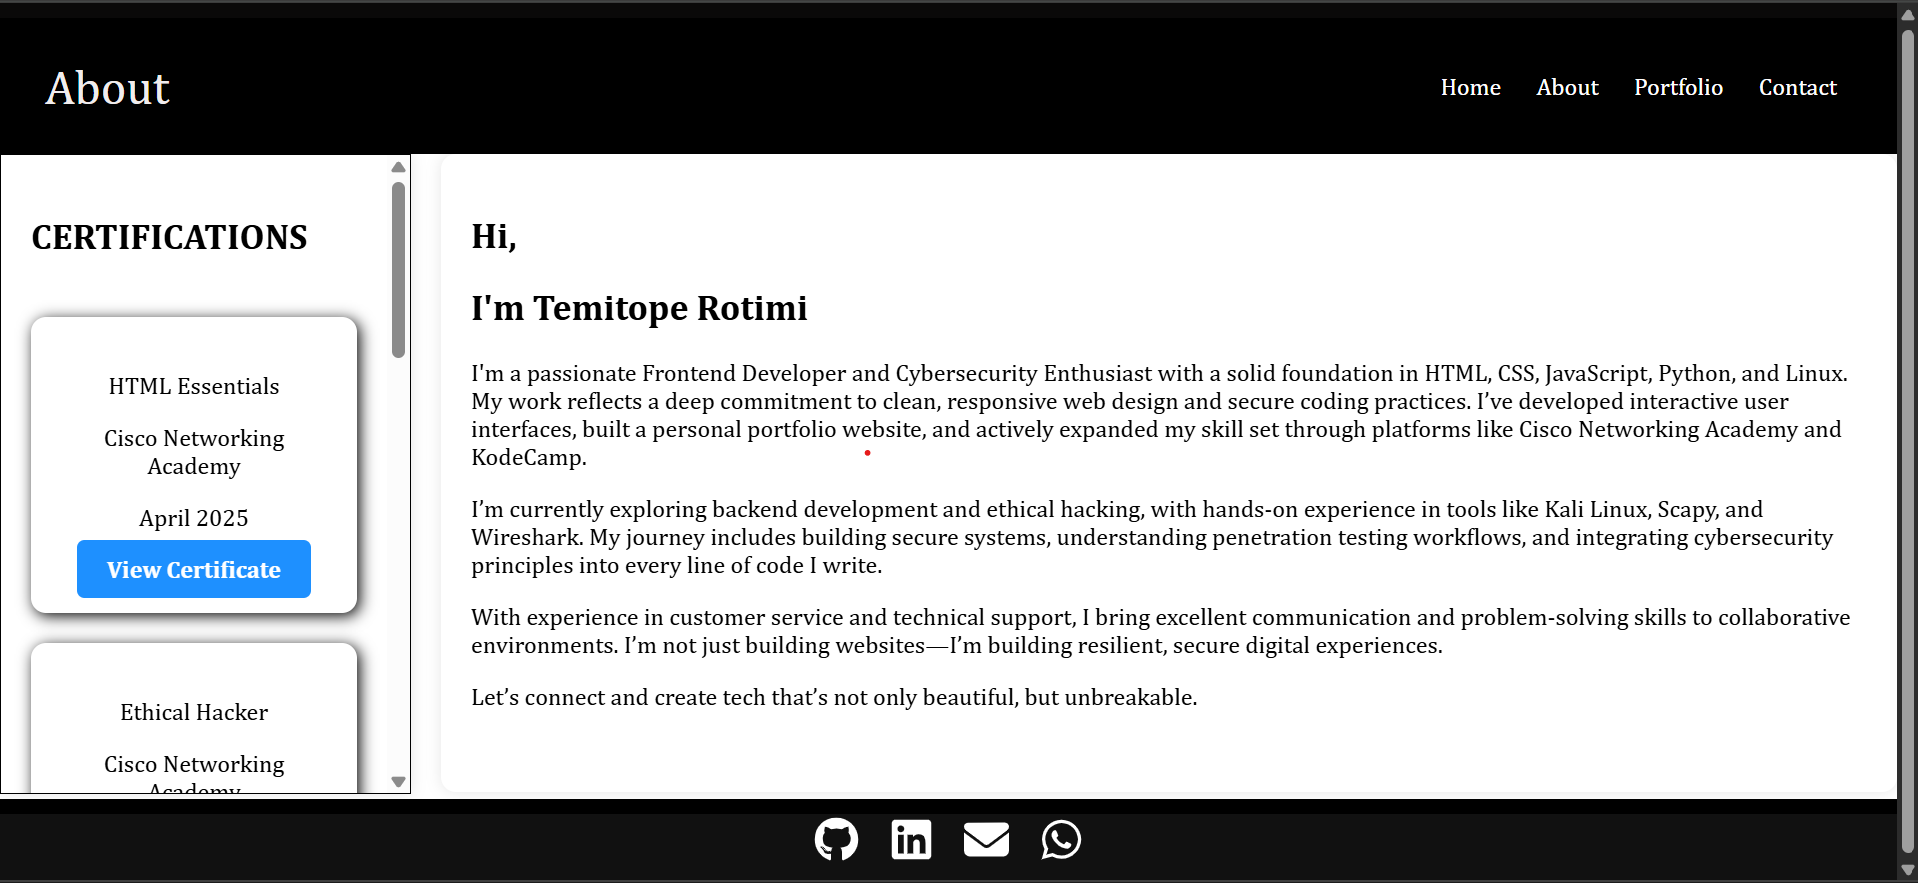 About
Home About Portfolio Contact
CERTIFICATIONS
HTML Essentials
Cisco Networking
Academy
April 2025
View Certificate
Ethical Hacker
Cisco Networking
Academy
Hi,
I'm Temitope Rotimi
I'm a passionate Frontend Developer and Cybersecurity Enthusiast with a solid foundation in HTML, CSS, JavaScript, Python, and Linux.
My work reflects a deep commitment to clean, responsive web design and secure coding practices. I’ve developed interactive user
interfaces, built a personal portfolio website, and actively expanded my skill set through platforms like Cisco Networking Academy and
KodeCamp.
I’m currently exploring backend development and ethical hacking, with hands-on experience in tools like Kali Linux, Scapy, and
Wireshark. My journey includes building secure systems, understanding penetration testing workflows, and integrating cybersecurity
principles into every line of code I write.
With experience in customer service and technical support, I bring excellent communication and problem-solving skills to collaborative
environments. I’m not just building websites—I’m building resilient, secure digital experiences.
Let’s connect and create tech that’s not only beautiful, but unbreakable.
in